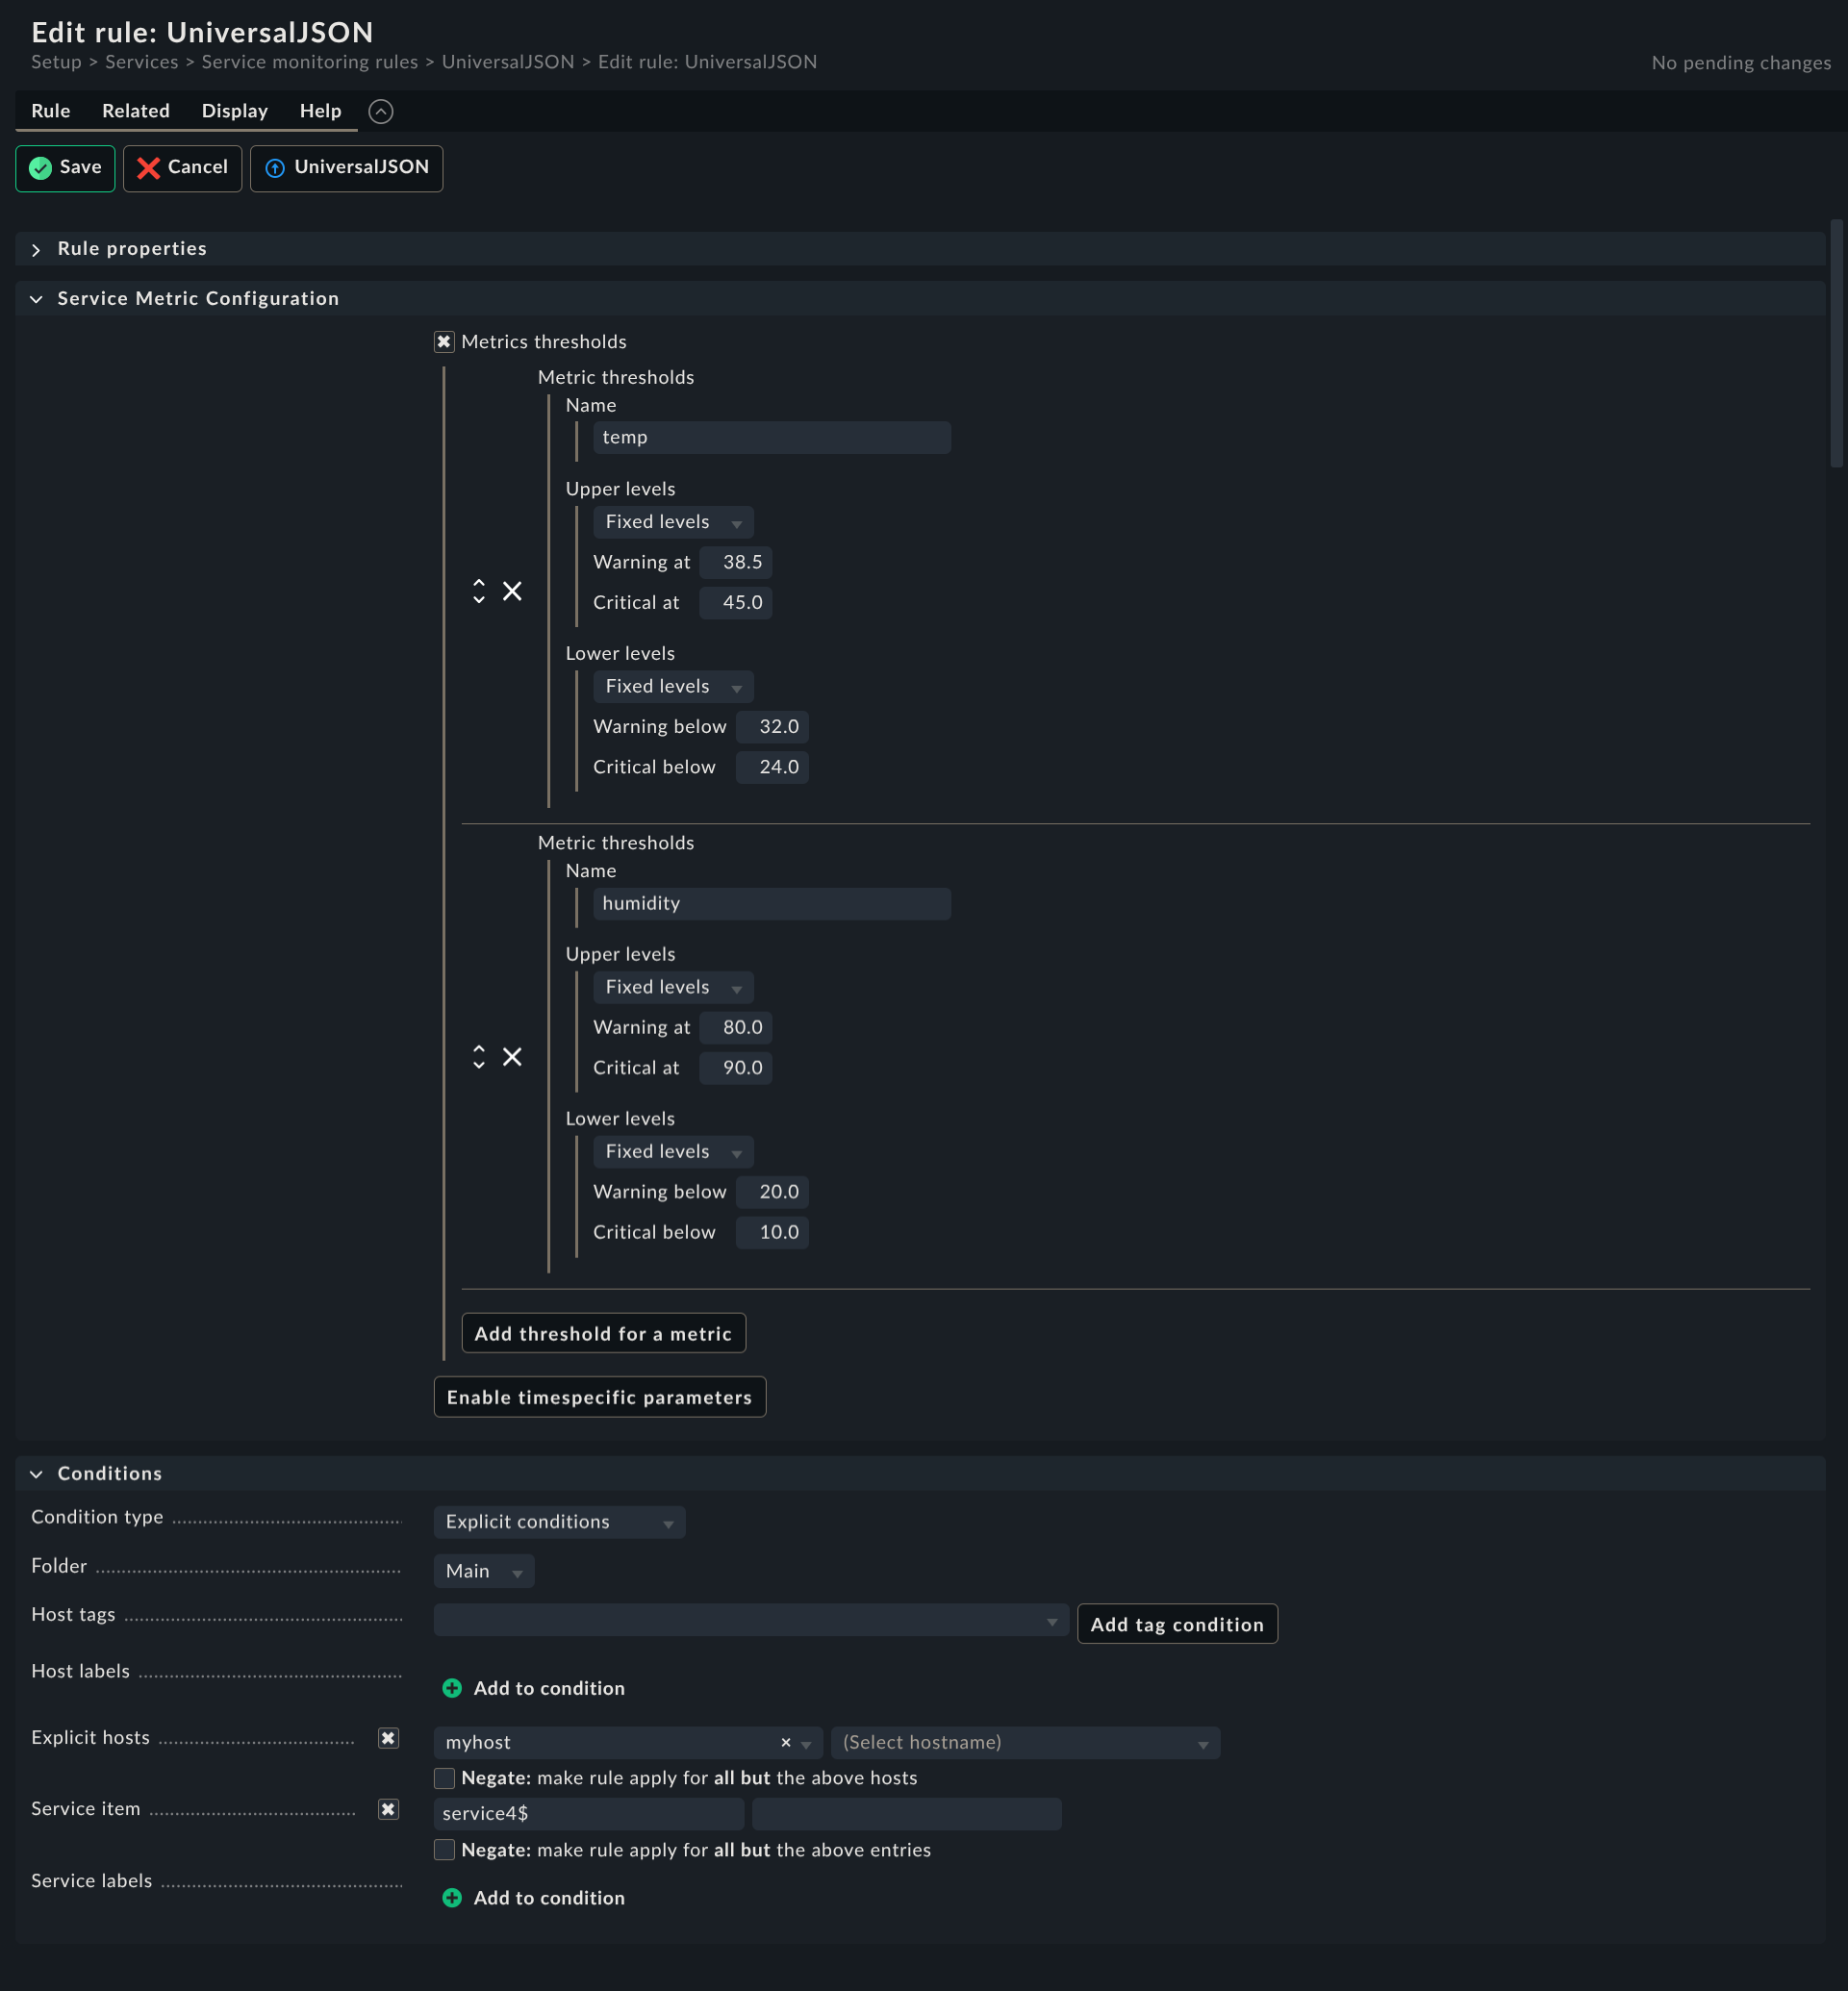 Edit rule: UniversalJSON
Setup > Services > Service monitoring rules > UniversalJSON > Edit rule: UniversalJSON
No pending changes
Rule Related Display Help
Save Cancel UniversalJSON
Rule properties
Service Metric Configuration
Metrics thresholds
Metric thresholds
Name
temp
Upper levels
Fixed levels
Warning at 38.5
Critical at 45.0
Lower levels
Fixed levels
Warning below 32.0
Critical below 24.0
Metric thresholds
Name
humidity
Upper levels
Fixed levels
Warning at 80.0
Critical at 90.0
Lower levels
Fixed levels
Warning below 20.0
Critical below 10.0
Add threshold for a metric
Enable timespecific parameters
Conditions
Condition type Explicit conditions
Folder Main
Host tags Add tag condition
Host labels
Add to condition
Explicit hosts myhost × (Select hostname)
Negate: make rule apply for all but the above hosts
Service item service4$
Negate: make rule apply for all but the above entries
Service labels
Add to condition